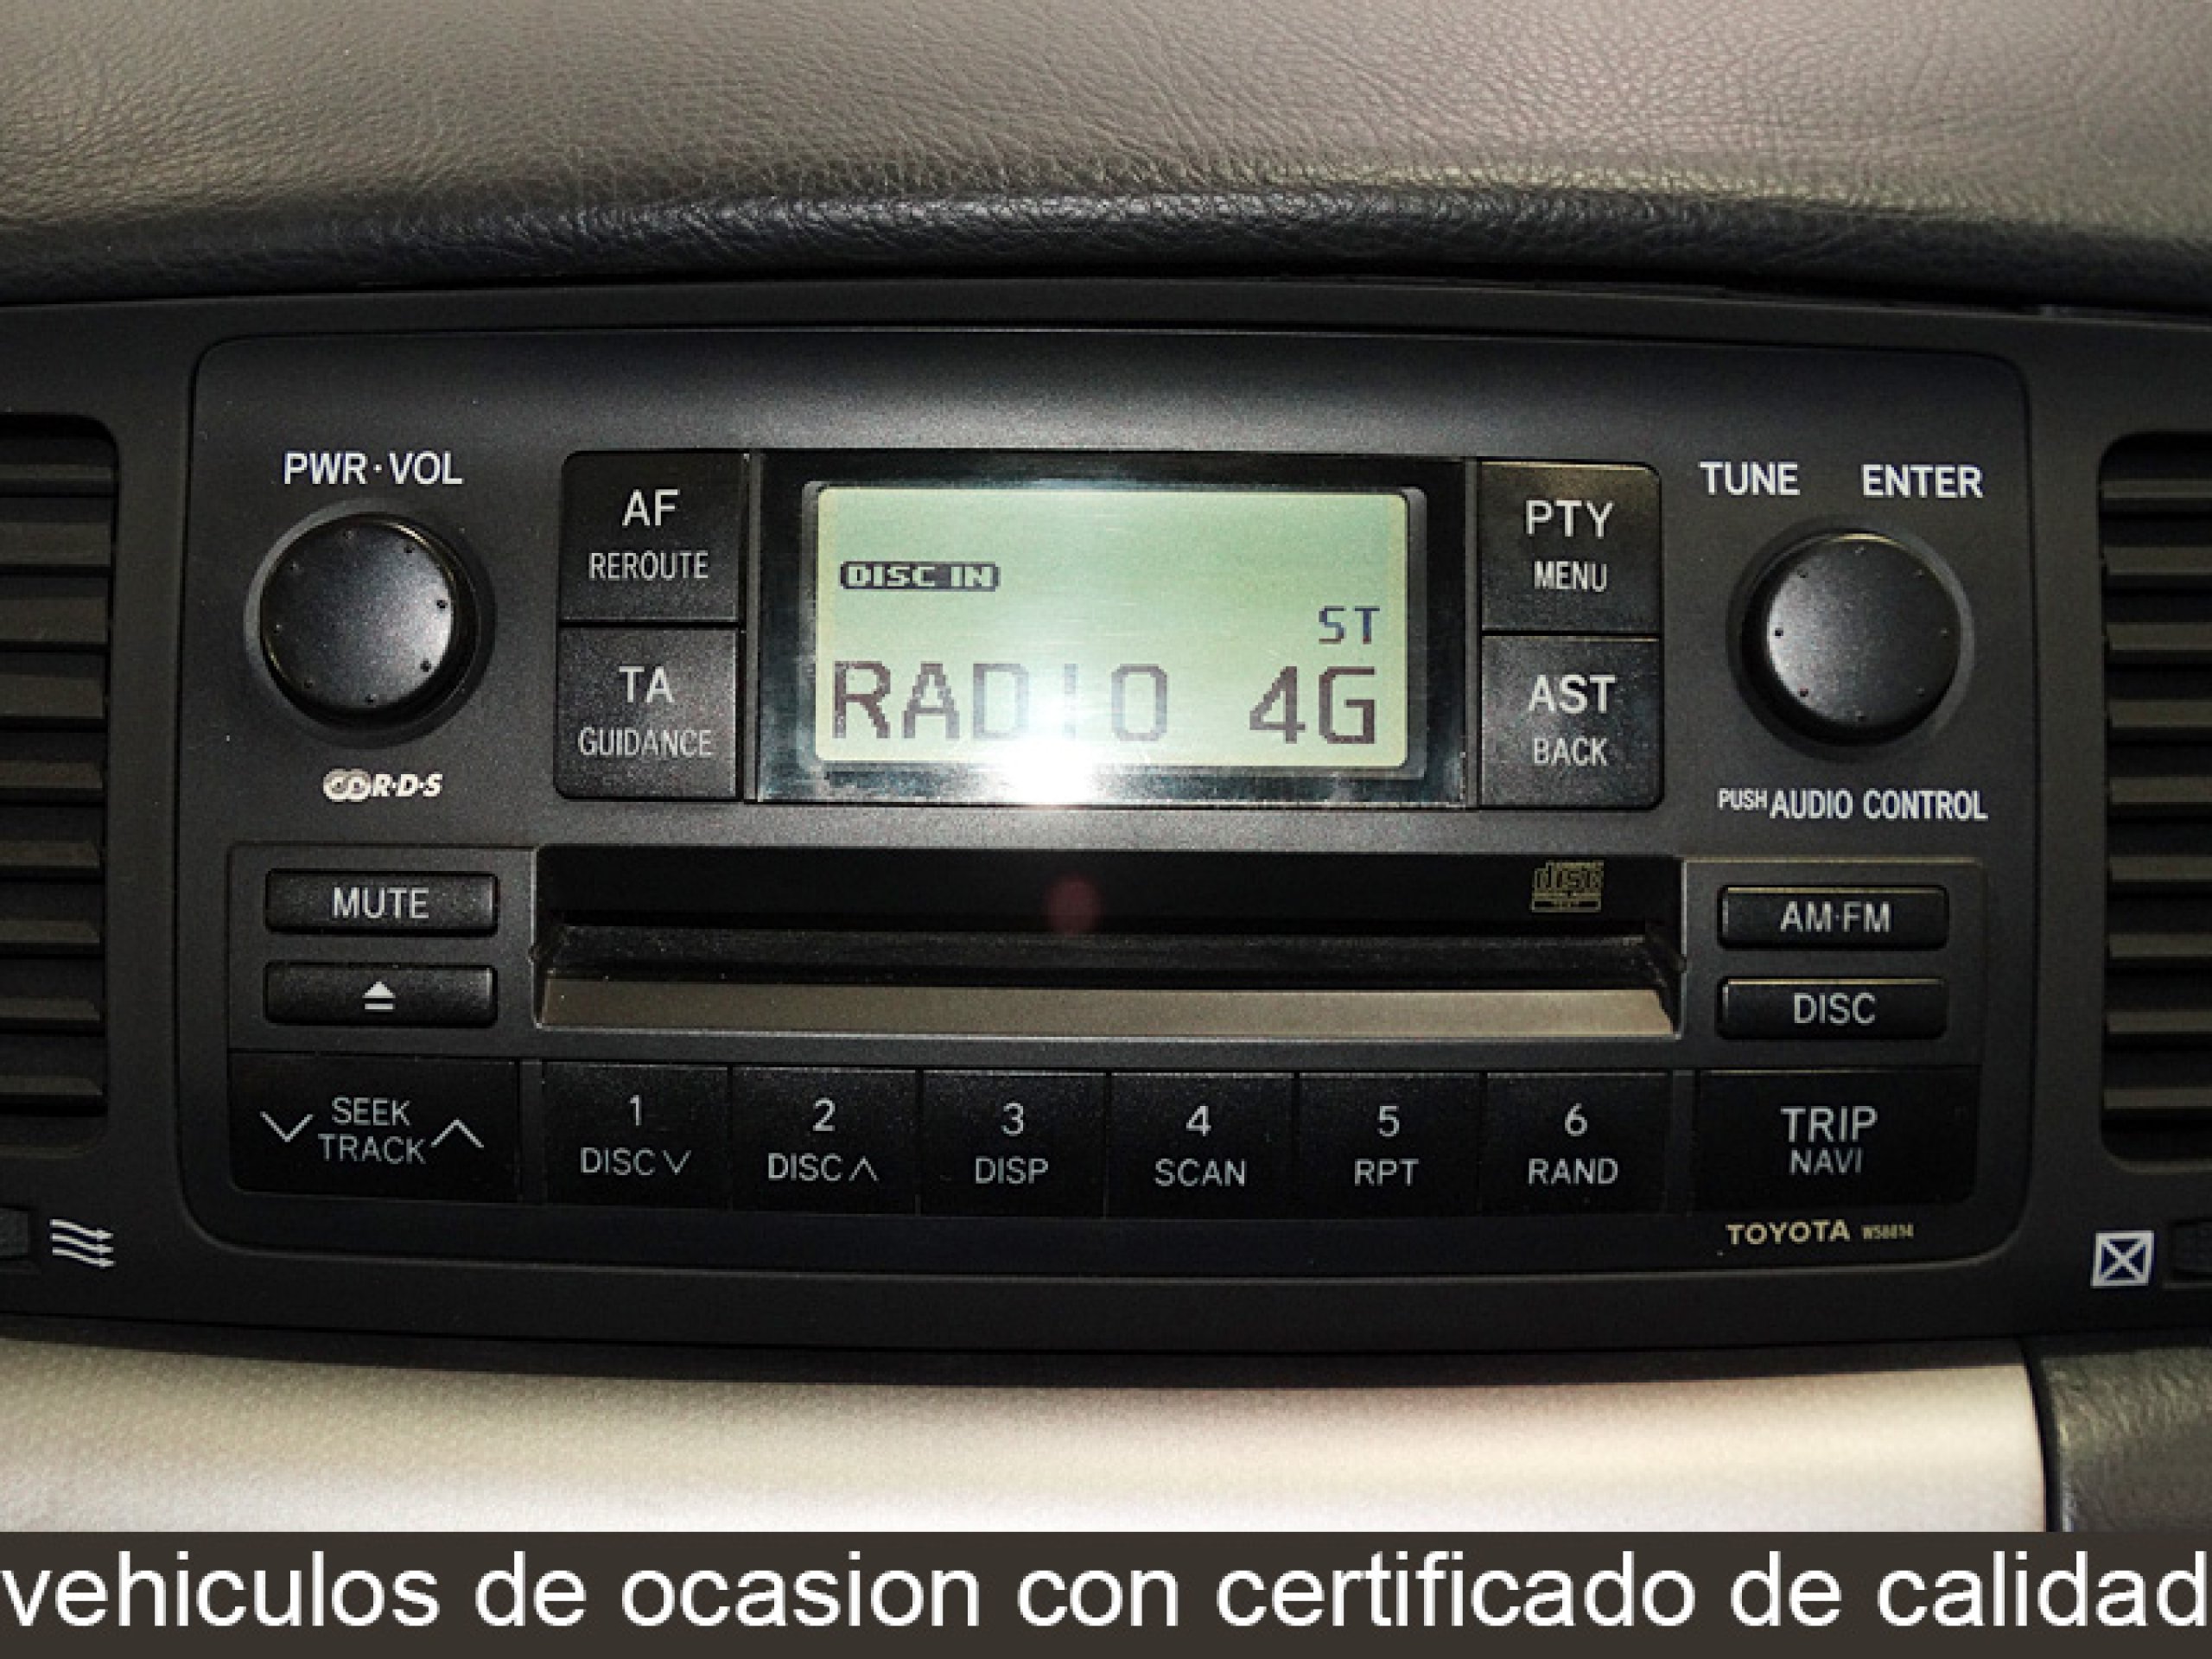 PWR·VOL
AF
REROUTE
TA
GUIDANCE
DISC IN
ST
RADIO 4G
PTY
MENU
AST
BACK
TUNE ENTER
PUSH AUDIO CONTROL
R·D·S
MUTE
AM·FM
DISC
SEEK
TRACK
1
DISC
2
DISC
3
DISP
4
SCAN
5
RPT
6
RAND
TRIP
NAVI
TOYOTA
vehiculos de ocasion con certificado de calidad